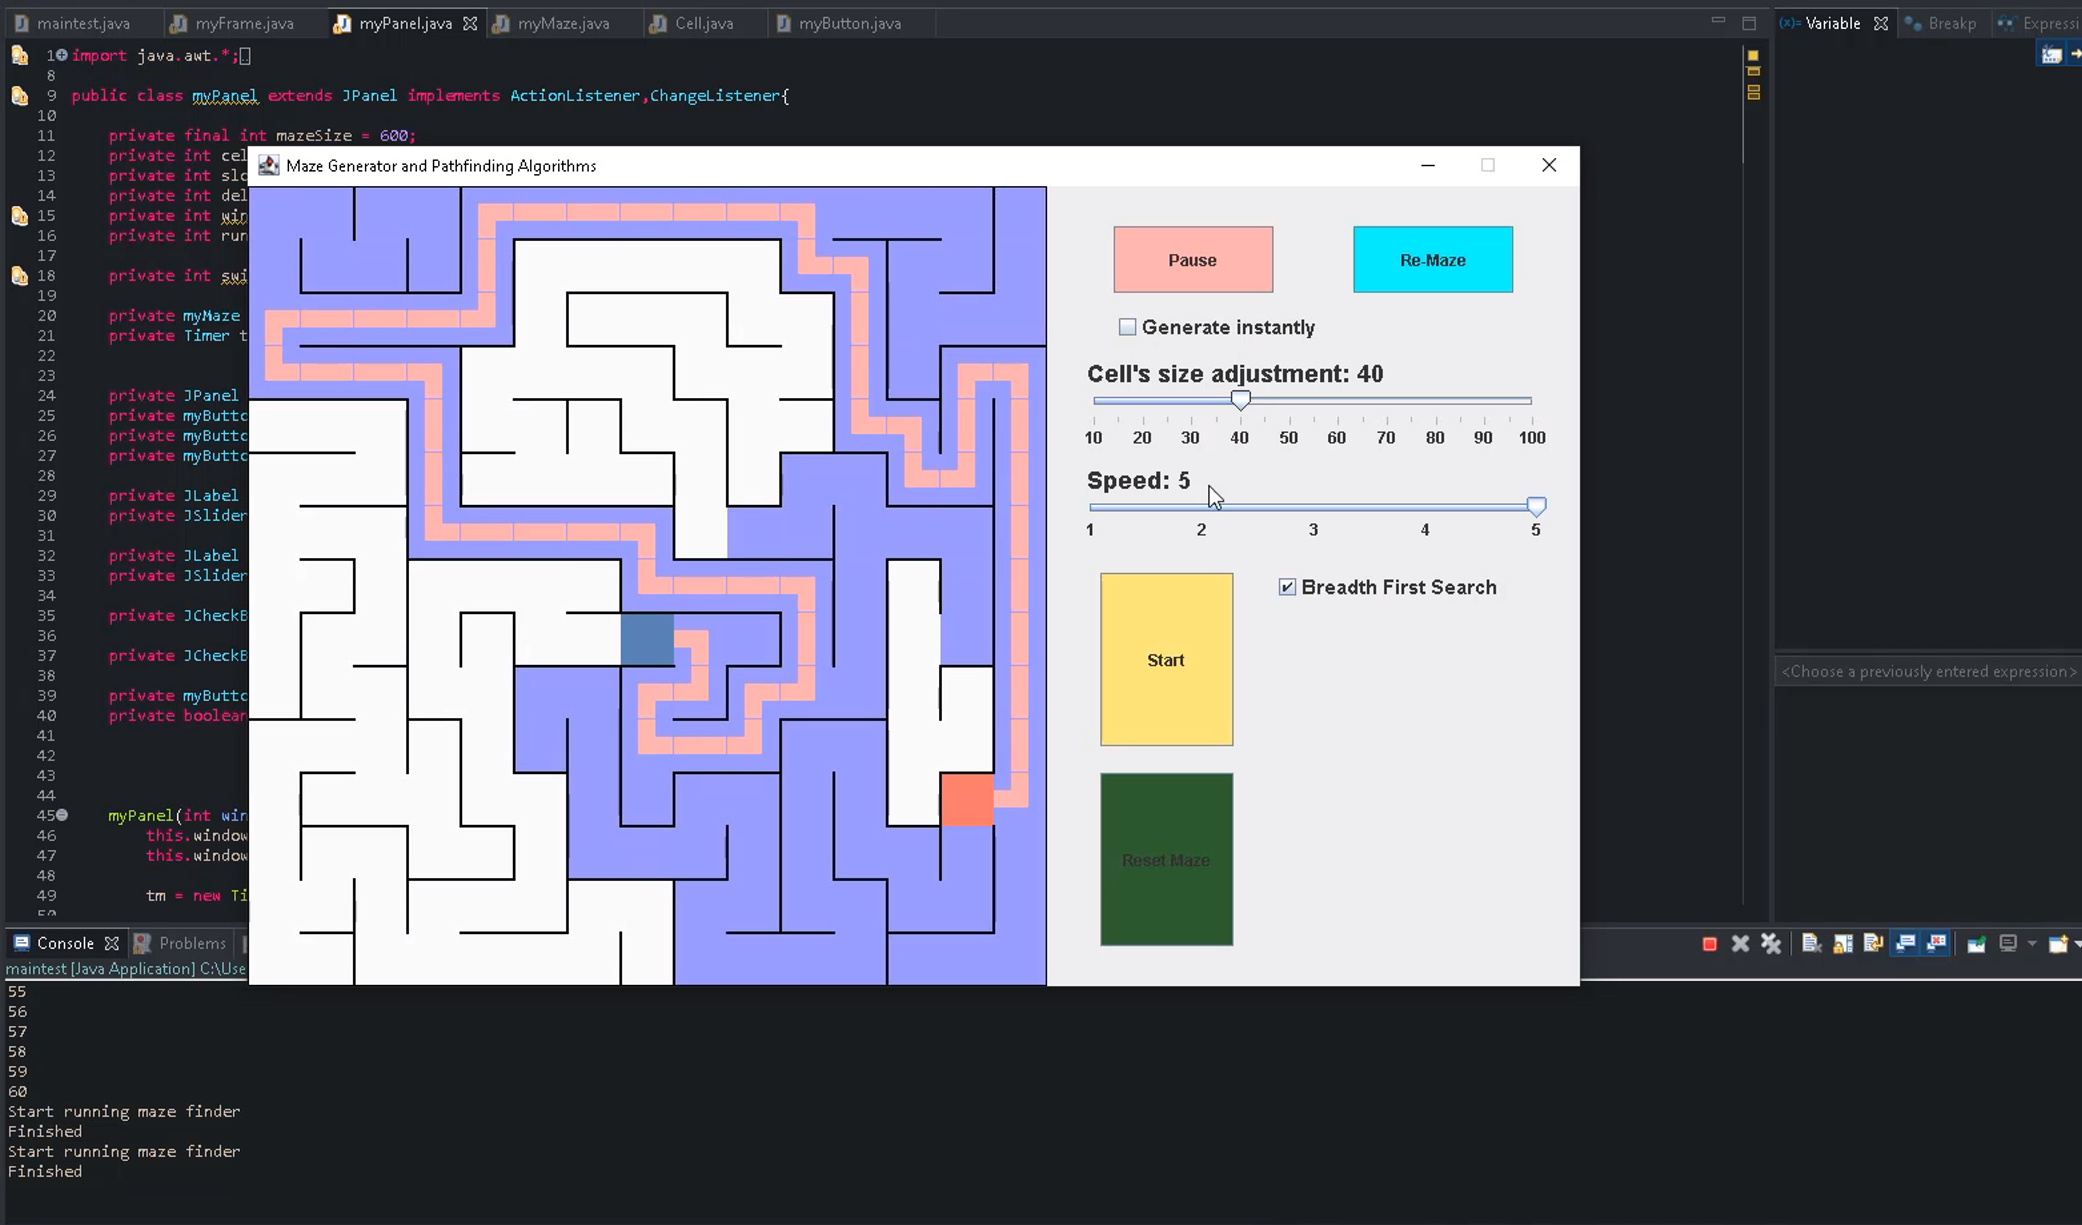 maintest.java myFrame.java myPanel.java myMaze.java Cell.java myButton.java
Variable Breakp Expressi
1 import java.awt.*;
8
9 public class myPanel extends JPanel implements ActionListener,ChangeListener{
10
11 private final int mazeSize = 600;
12 private int cel
13 private int slo
14 private int del
15 private int win
16 private int run
17
18 private int swi
19
20 private myMaze
21 private Timer t
22
23
24 private JPanel
25 private myButto
26 private myButto
27 private myButto
28
29 private JLabel
30 private JSlider
31
32 private JLabel
33 private JSlider
34
35 private JCheckB
36
37 private JCheckB
38
39 private myButto
40 private boolean
41
42
43
44
45 myPanel(int win
46 this.window
47 this.window
48
49 tm = new Ti
Maze Generator and Pathfinding Algorithms
Pause Re-Maze
Generate instantly
Cell's size adjustment: 40
10 20 30 40 50 60 70 80 90 100
Speed: 5
1 2 3 4 5
Start
Breadth First Search
Reset Maze
<Choose a previously entered expression>
Console Problems
maintest [Java Application] C:\Use
55
56
57
58
59
60
Start running maze finder
Finished
Start running maze finder
Finished